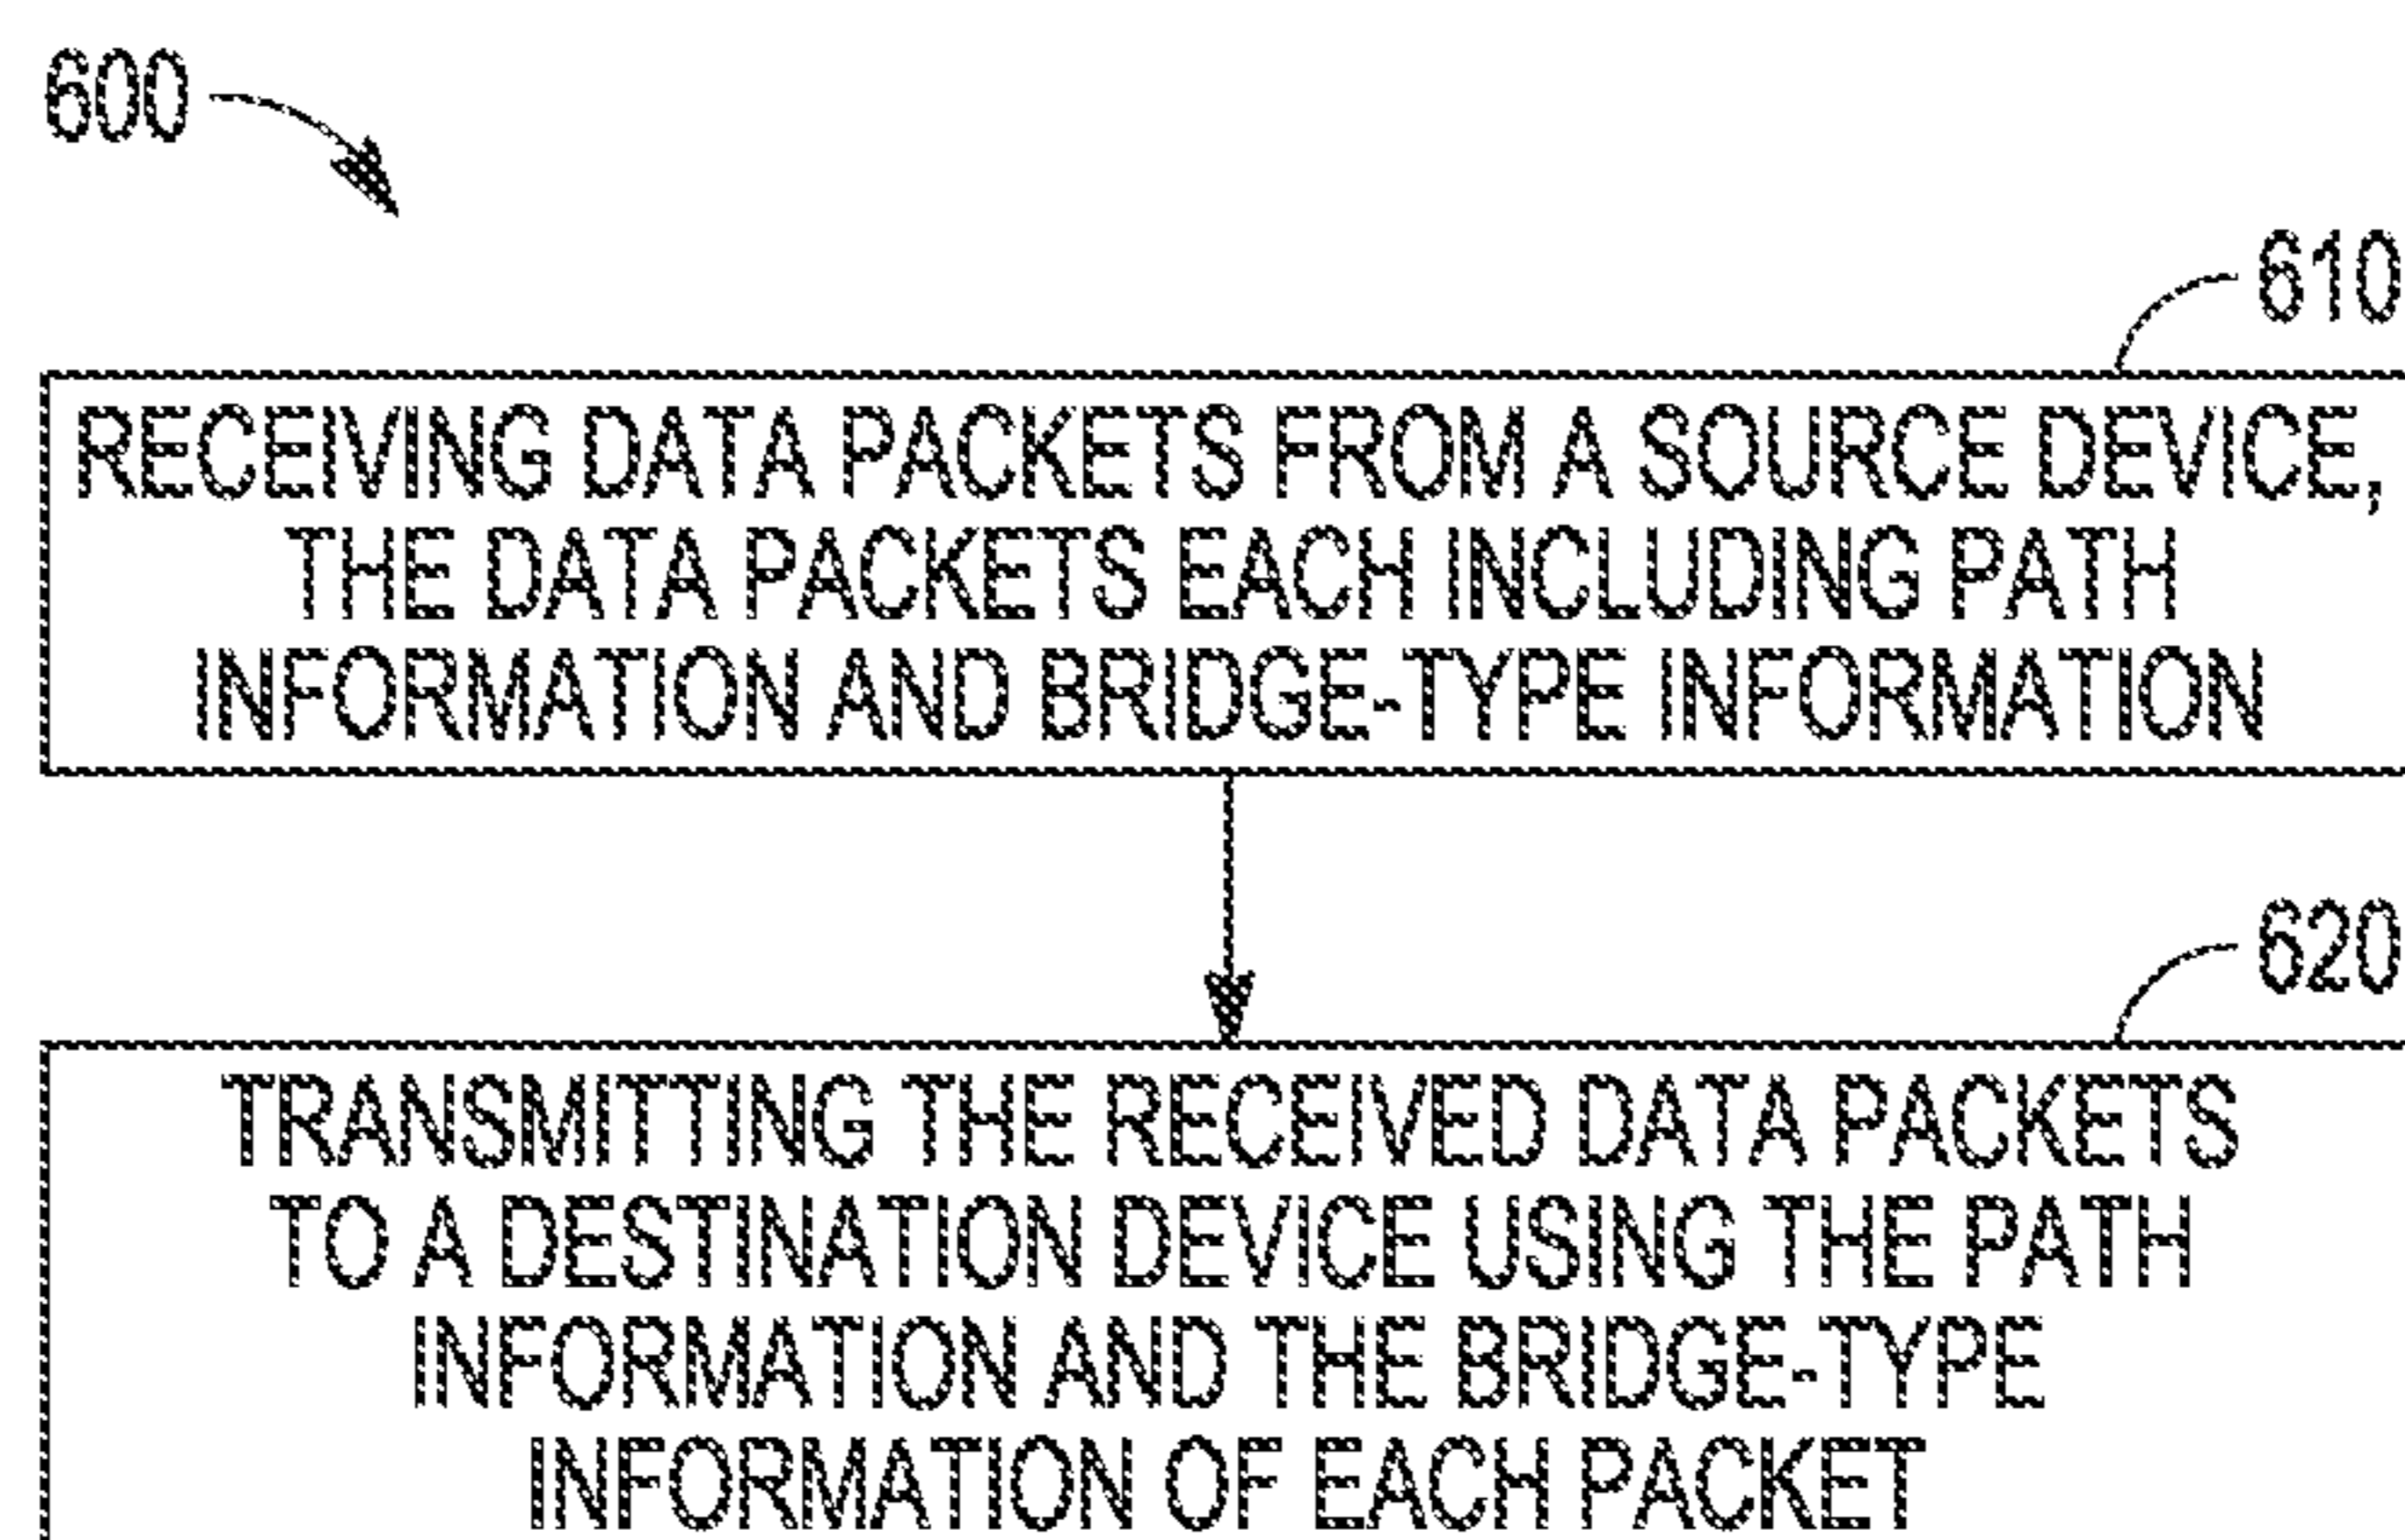 600
610
RECEIVING DATA PACKETS FROM A SOURCE DEVICE,
THE DATA PACKETS EACH INCLUDING PATH
INFORMATION AND BRIDGE-TYPE INFORMATION
620
TRANSMITTING THE RECEIVED DATA PACKETS
TO A DESTINATION DEVICE USING THE PATH
INFORMATION AND THE BRIDGE-TYPE
INFORMATION OF EACH PACKET